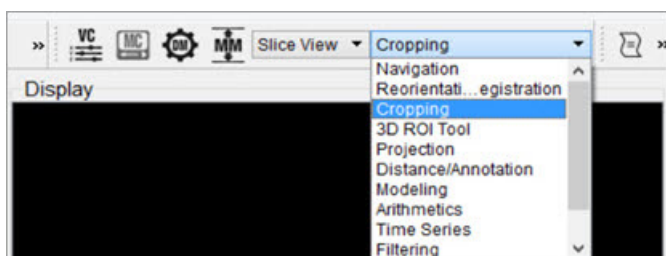 » VC MC DM MM Slice View Cropping »
Display
Navigation
Reorientati...egistration
Cropping
3D ROI Tool
Projection
Distance/Annotation
Modeling
Arithmetics
Time Series
Filtering